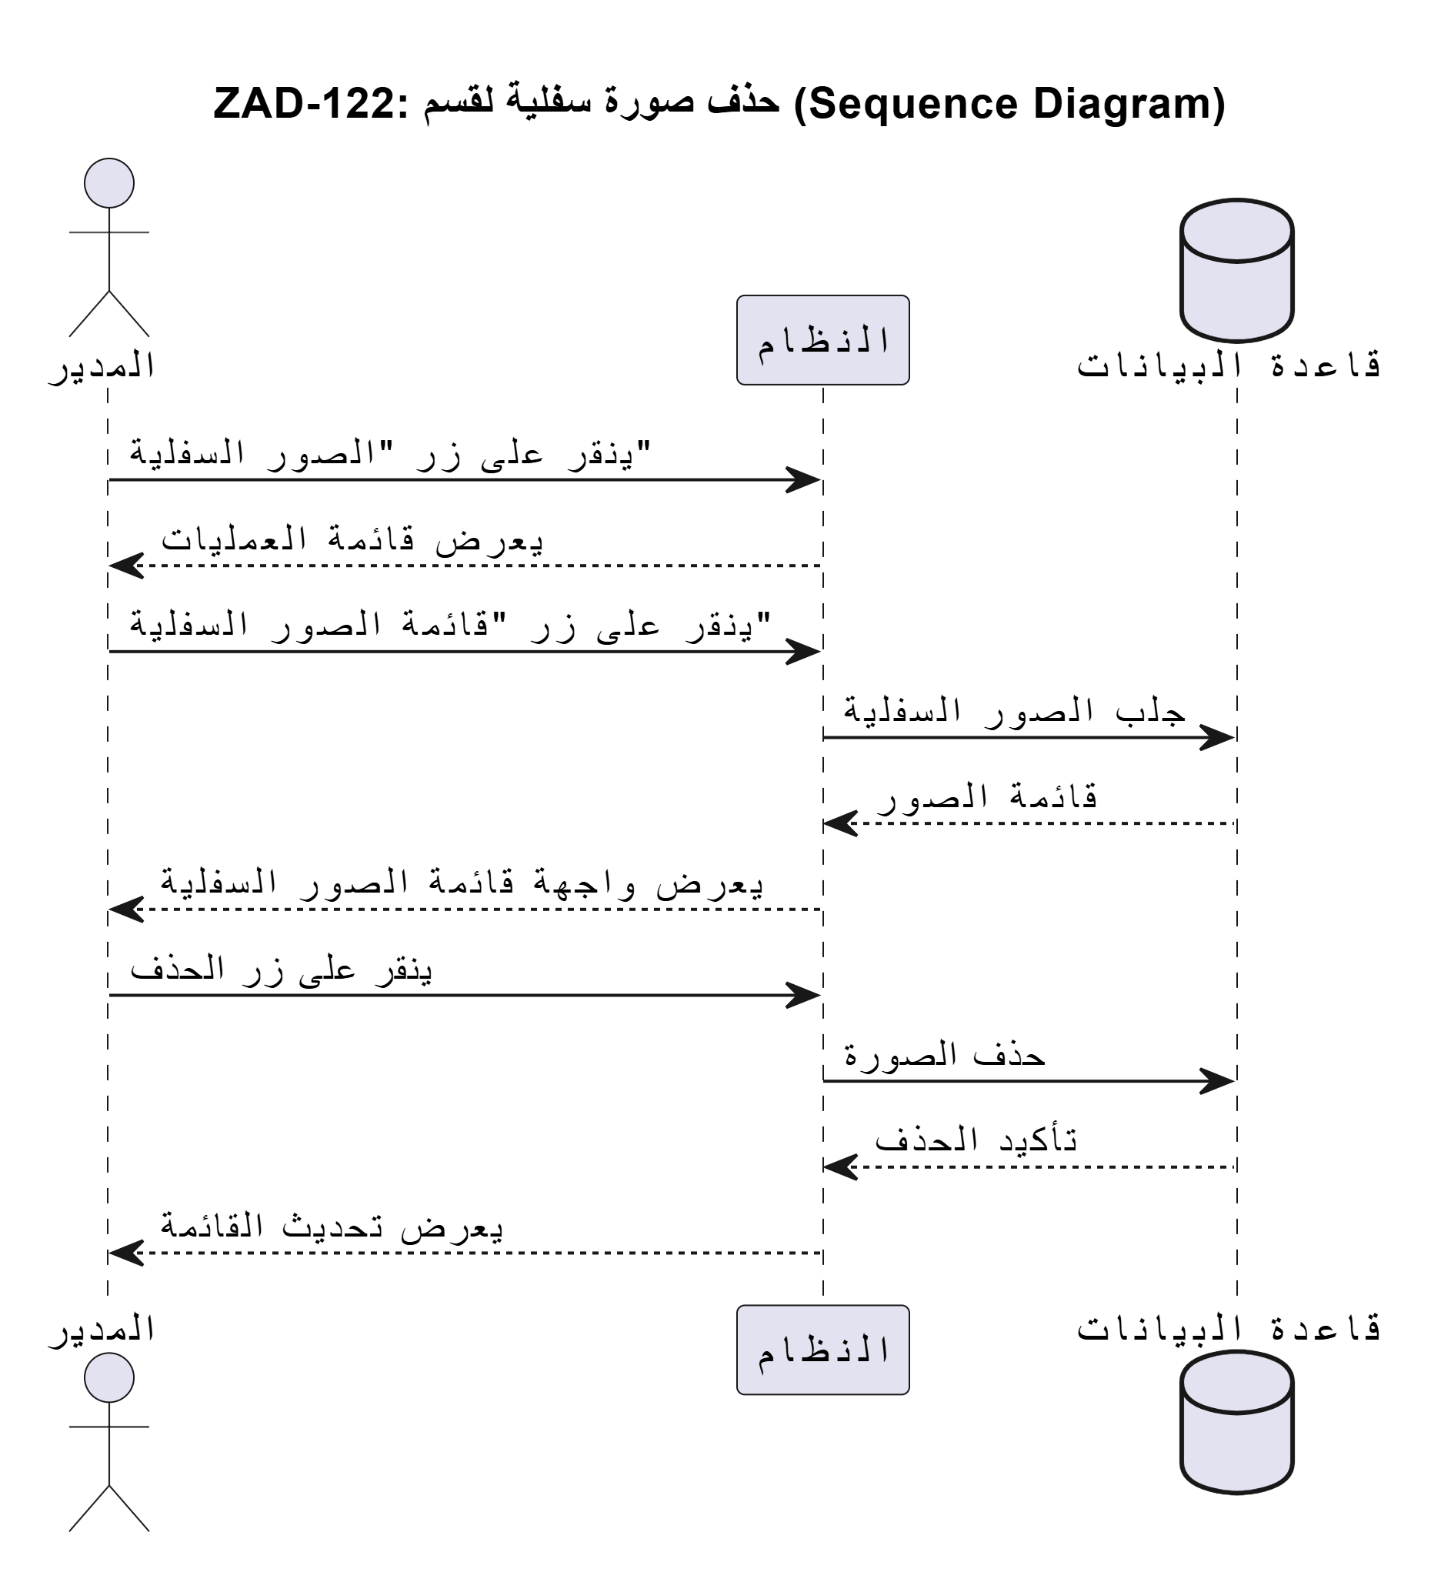 ZAD-122: حذف صورة سفلية لقسم (Sequence Diagram)
المدير
النظام
قاعدة البيانات
ينقر على زر "الصور السفلية"
يعرض قائمة العمليات
ينقر على زر "قائمة الصور السفلية"
جلب الصور السفلية
قائمة الصور
يعرض واجهة قائمة الصور السفلية
ينقر على زر الحذف
حذف الصورة
تأكيد الحذف
يعرض تحديث القائمة
المدير
النظام
قاعدة البيانات